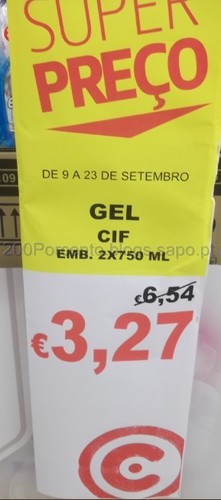 SUPER
PREÇO
DE 9 A 23 DE SETEMBRO
GEL
CIF
200Porcento.blogs.sapo.pt
EMB. 2X750 ML
€6,54
€3,27